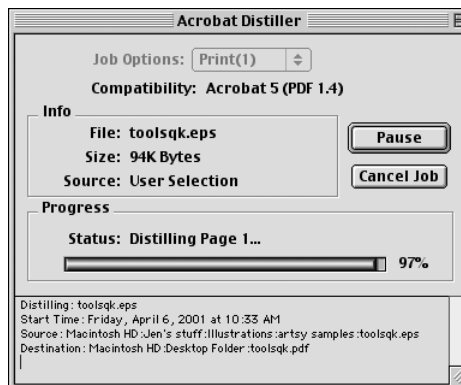 Acrobat Distiller
Job Options: Print(1)
Compatibility: Acrobat 5 (PDF 1.4)
Info
File: toolsqk.eps
Size: 94K Bytes
Source: User Selection
Pause
Cancel Job
Progress
Status: Distilling Page 1...
97%
Distilling: toolsqk.eps
Start Time: Friday, April 6, 2001 at 10:33 AM
Source: Macintosh HD:Jen's stuff:Illustrations:artsy samples:toolsqk.eps
Destination: Macintosh HD:Desktop Folder:toolsqk.pdf